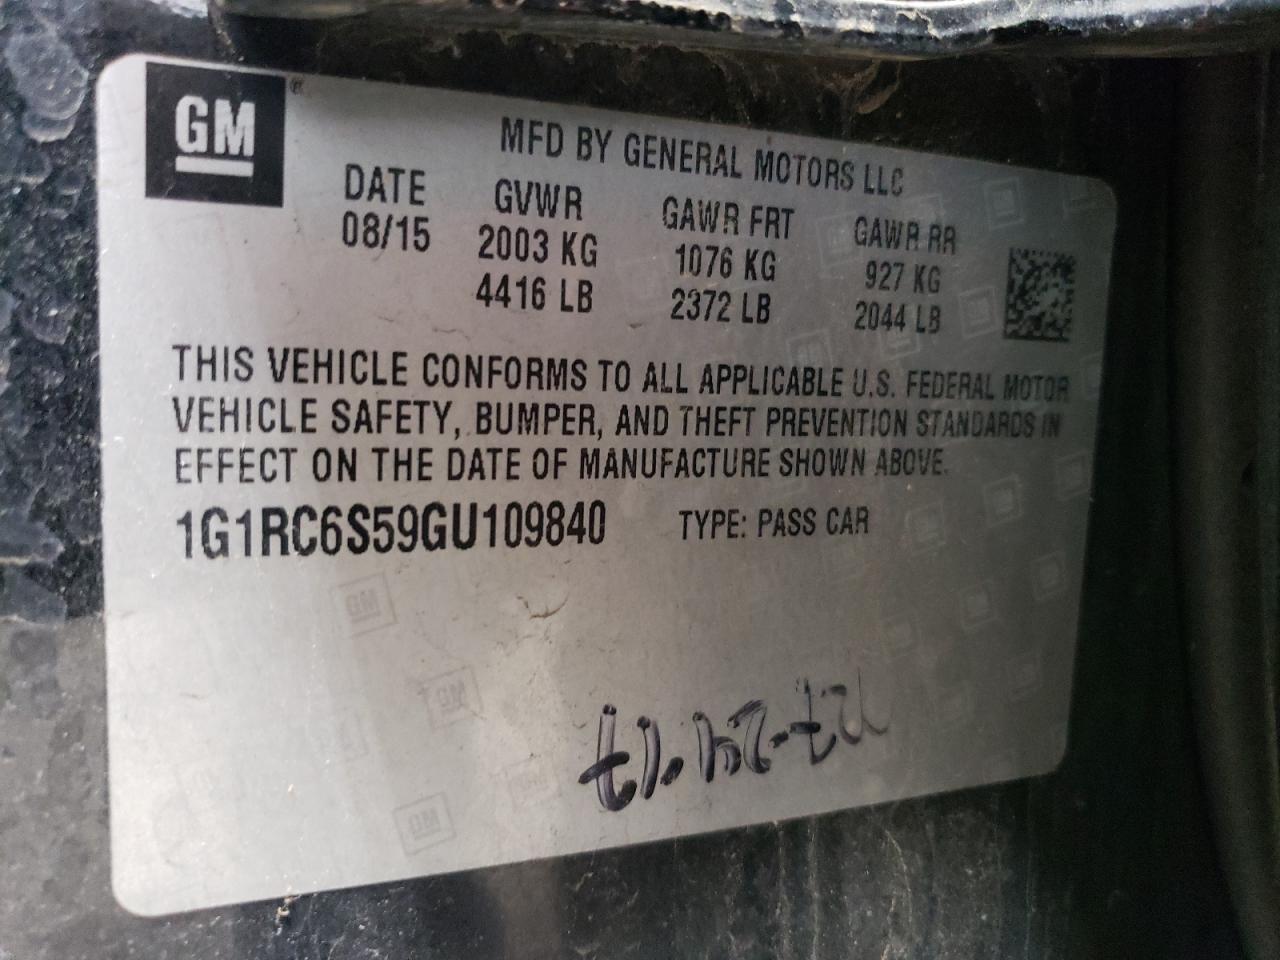 GM
MFD BY GENERAL MOTORS LLC
DATE GVWR GAWR FRT GAWR RR
08/15 2003 KG 1076 KG 927 KG
4416 LB 2372 LB 2044 LB
THIS VEHICLE CONFORMS TO ALL APPLICABLE U.S. FEDERAL MOTOR
VEHICLE SAFETY, BUMPER, AND THEFT PREVENTION STANDARDS IN
EFFECT ON THE DATE OF MANUFACTURE SHOWN ABOVE.
1G1RC6S59GU109840 TYPE: PASS CAR